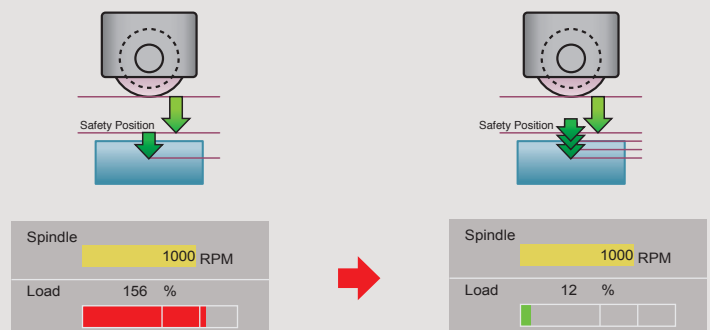 Safety Position
Safety Position
Spindle
1000 RPM
Load 156 %
Spindle
1000 RPM
Load 12 %